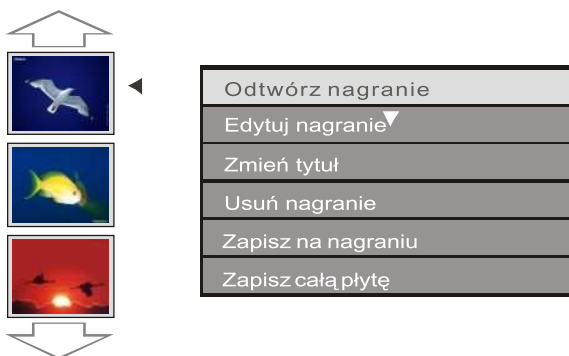 Odtwórz nagranie
Edytuj nagranie
Zmień tytuł
Usuń nagranie
Zapisz na nagraniu
Zapisz całą płytę